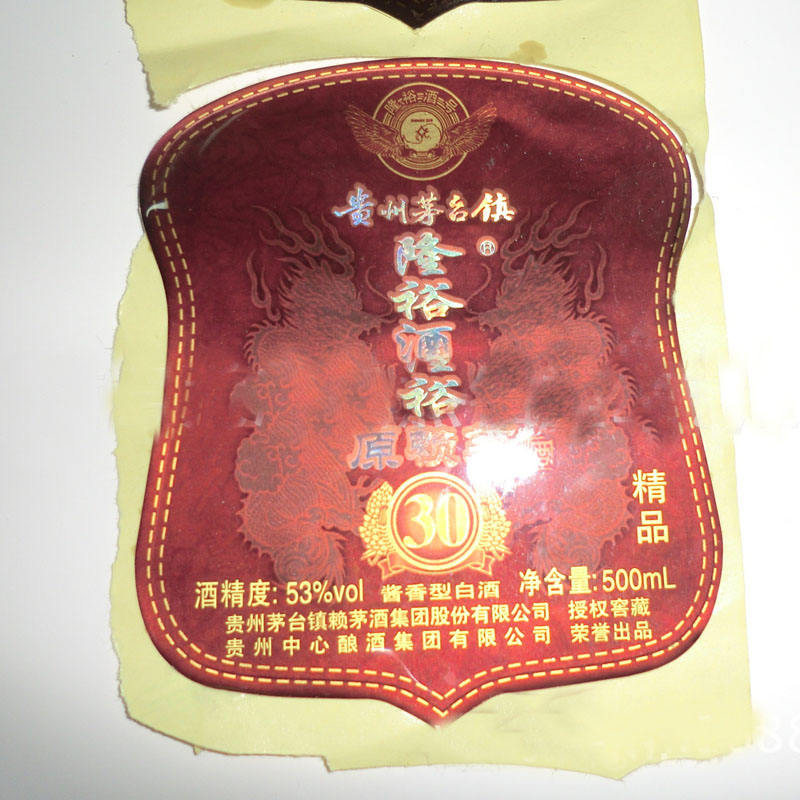 隆裕酒号
贵州茅台镇
隆裕酒裕
R
原赖
30
精品
酒精度: 53%vol 酱香型白酒 净含量: 500mL
贵州茅台镇赖茅酒集团股份有限公司 授权窖藏
贵州中心酿酒集团有限公司 荣誉出品
88